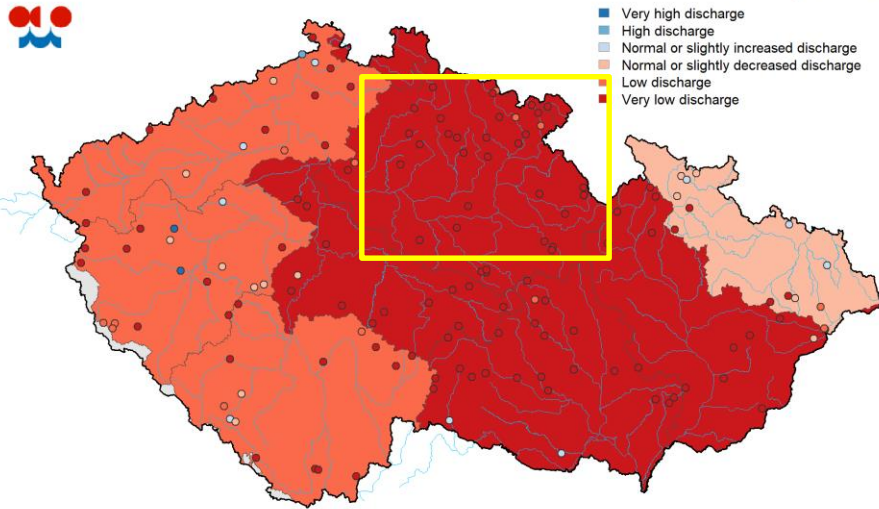 Very high discharge
High discharge
Normal or slightly increased discharge
Normal or slightly decreased discharge
Low discharge
Very low discharge